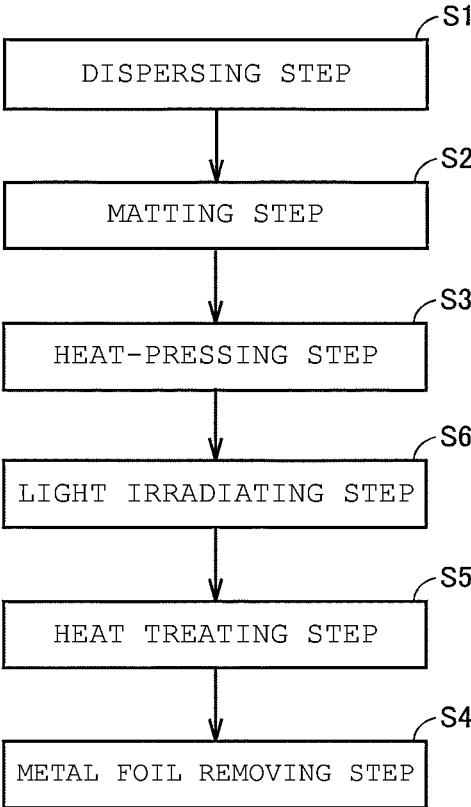 S1
DISPERSING STEP
S2
MATTING STEP
S3
HEAT-PRESSING STEP
S6
LIGHT IRRADIATING STEP
S5
HEAT TREATING STEP
S4
METAL FOIL REMOVING STEP